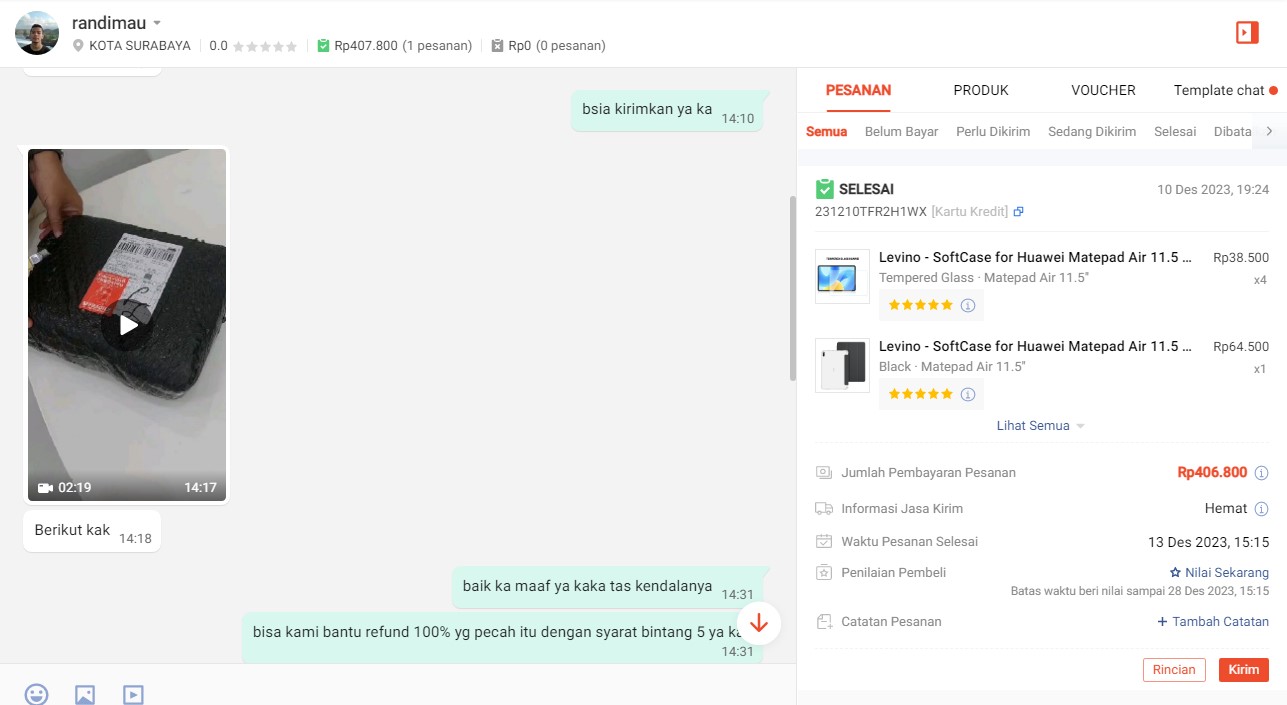 randimau
KOTA SURABAYA
0.0
Rp407.800 (1 pesanan)
Rp0 (0 pesanan)
bsia kirimkan ya ka
14:10
02:19
14:17
Berikut kak
14:18
baik ka maaf ya kaka tas kendalanya
14:31
bisa kami bantu refund 100% yg pecah itu dengan syarat bintang 5 ya ka
14:31
PESANAN
PRODUK
VOUCHER
Template chat
Semua
Belum Bayar
Perlu Dikirim
Sedang Dikirim
Selesai
Dibata
SELESAI
10 Des 2023, 19:24
231210TFR2H1WX [Kartu Kredit]
Levino - SoftCase for Huawei Matepad Air 11.5 ...
Rp38.500
Tempered Glass · Matepad Air 11.5"
x4
Levino - SoftCase for Huawei Matepad Air 11.5 ...
Rp64.500
Black · Matepad Air 11.5"
x1
Lihat Semua
Jumlah Pembayaran Pesanan
Rp406.800
Informasi Jasa Kirim
Hemat
Waktu Pesanan Selesai
13 Des 2023, 15:15
Penilaian Pembeli
Nilai Sekarang
Batas waktu beri nilai sampai 28 Des 2023, 15:15
Catatan Pesanan
+ Tambah Catatan
Rincian
Kirim